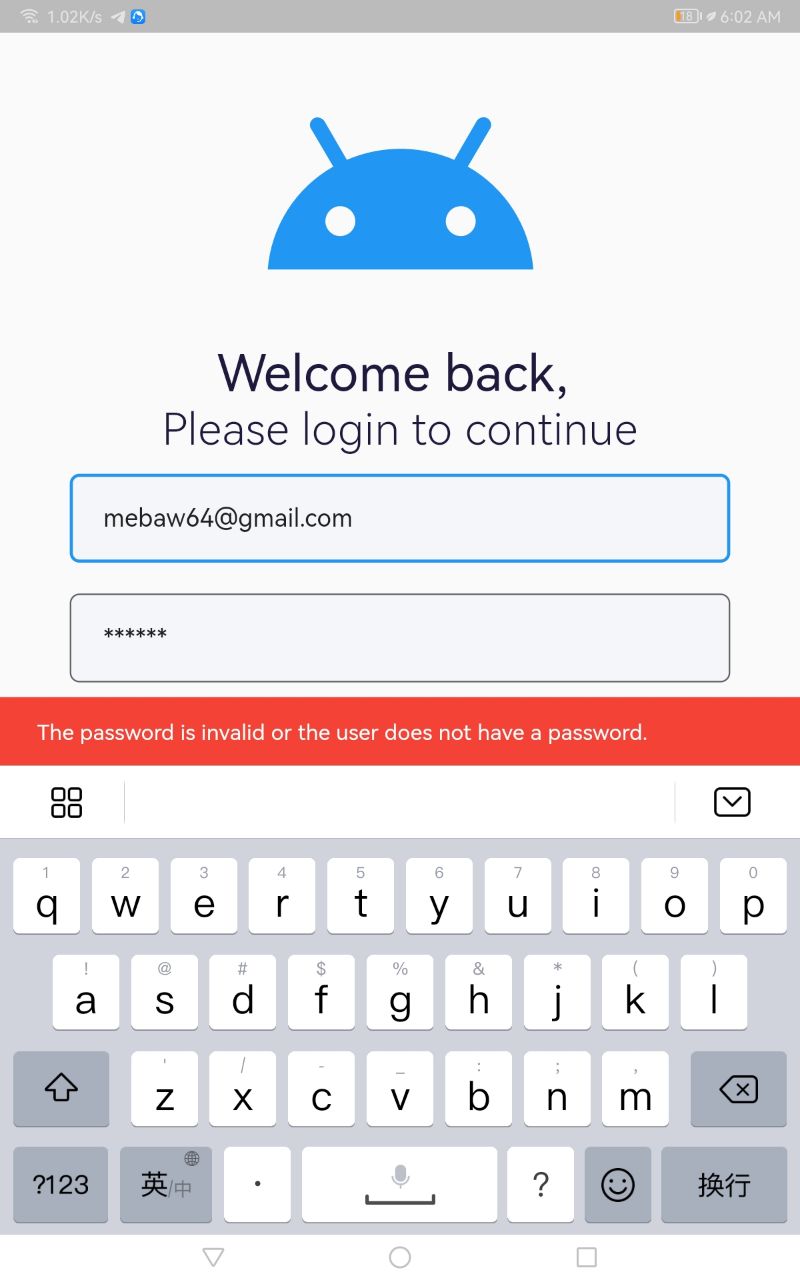 1.02K/s 18 6:02 AM
Welcome back,
Please login to continue
mebaw64@gmail.com
******
The password is invalid or the user does not have a password.
1 2 3 4 5 6 7 8 9 0
q w e r t y u i o p
! @ # $ % & * ( )
a s d f g h j k l
' / - _ : ; ,
z x c v b n m
?123 英/中 · ? 换行